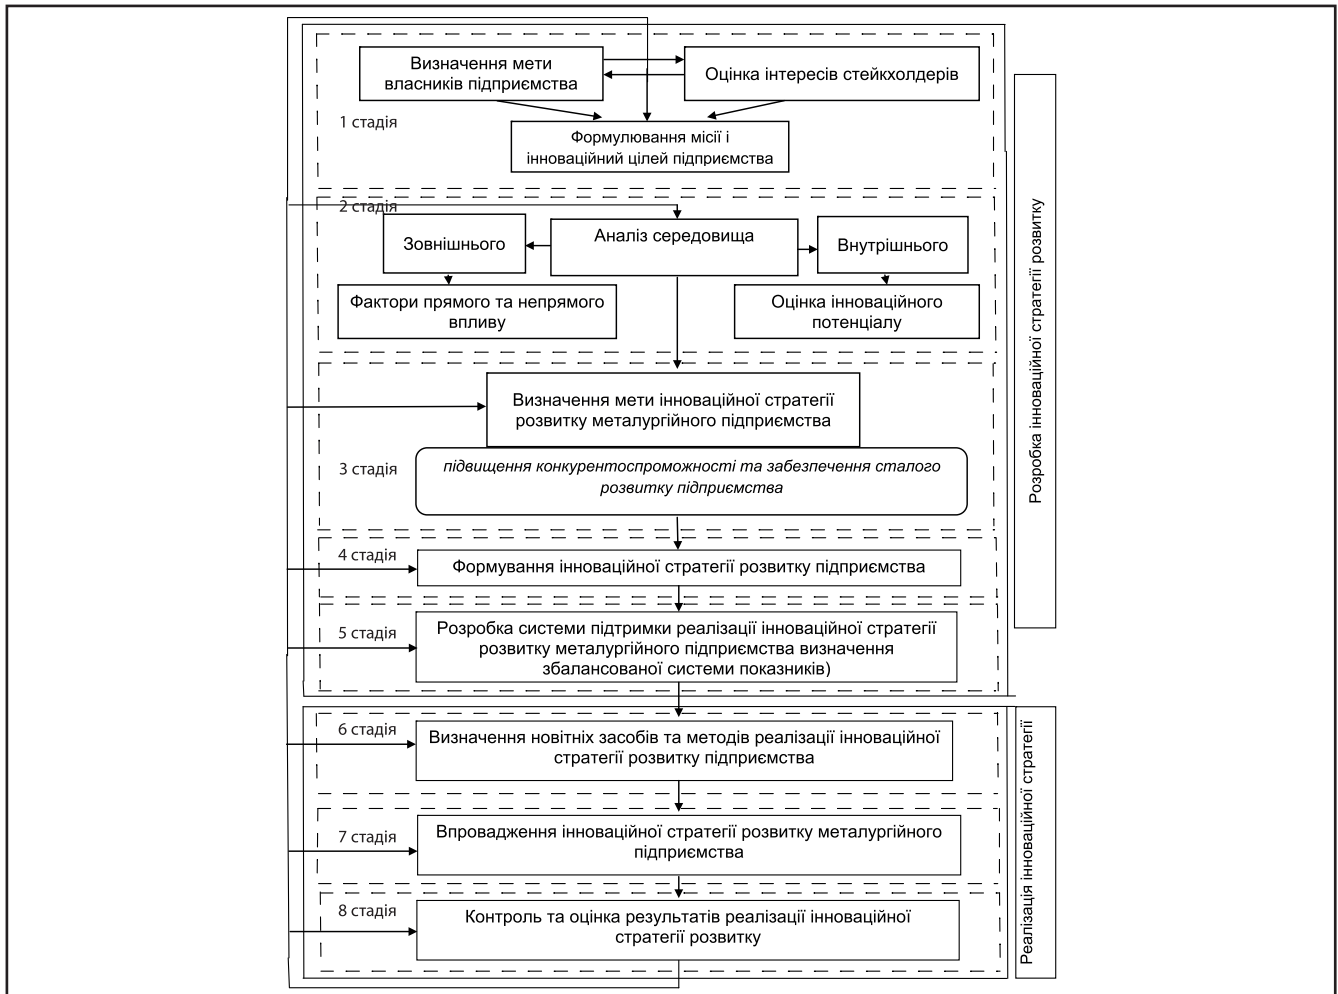 Визначення мети
власників підприємства
Оцінка інтересів стейкхолдерів
1 стадія
Формулювання місії і
інноваційний цілей підприємства
2 стадія
Зовнішнього
Аналіз середовища
Внутрішнього
Фактори прямого та непрямого
впливу
Оцінка інноваційного
потенціалу
Визначення мети інноваційної стратегії
розвитку металургійного підприємства
3 стадія
підвищення конкурентоспроможності та забезпечення сталого
розвитку підприємства
4 стадія
Формування інноваційної стратегії розвитку підприємства
5 стадія
Розробка системи підтримки реалізації інноваційної стратегії
розвитку металургійного підприємства визначення
збалансованої системи показників)
Розробка інноваційної стратегії розвитку
6 стадія
Визначення новітніх засобів та методів реалізації інноваційної
стратегії розвитку підприємства
7 стадія
Впровадження інноваційної стратегії розвитку металургійного
підприємства
8 стадія
Контроль та оцінка результатів реалізації інноваційної
стратегії розвитку
Реалізація інноваційної стратегії